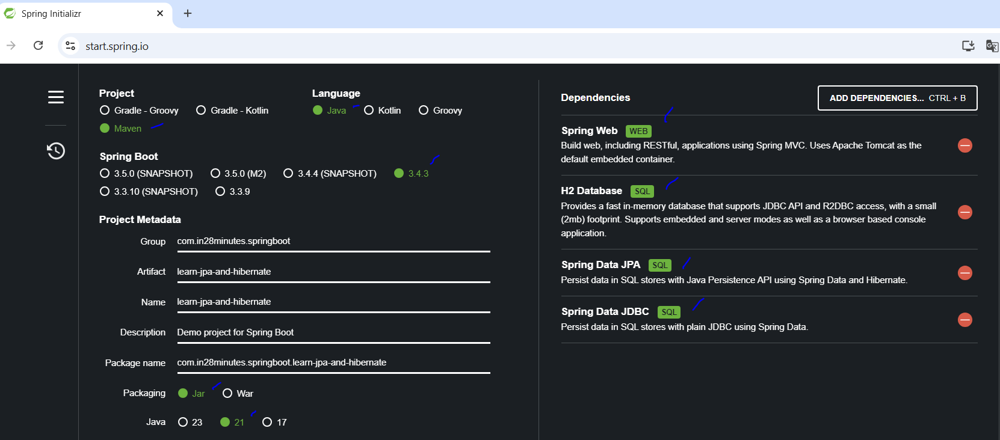 Spring Initializr
start.spring.io
Project
Gradle - Groovy Gradle - Kotlin
Maven
Language
Java Kotlin Groovy
Spring Boot
3.5.0 (SNAPSHOT) 3.5.0 (M2) 3.4.4 (SNAPSHOT) 3.4.3
3.3.10 (SNAPSHOT) 3.3.9
Project Metadata
Group com.in28minutes.springboot
Artifact learn-jpa-and-hibernate
Name learn-jpa-and-hibernate
Description Demo project for Spring Boot
Package name com.in28minutes.springboot.learn-jpa-and-hibernate
Packaging Jar War
Java 23 21 17
Dependencies ADD DEPENDENCIES... CTRL + B
Spring Web WEB
Build web, including RESTful, applications using Spring MVC. Uses Apache Tomcat as the
default embedded container.
H2 Database SQL
Provides a fast in-memory database that supports JDBC API and R2DBC access, with a small
(2mb) footprint. Supports embedded and server modes as well as a browser based console
application.
Spring Data JPA SQL
Persist data in SQL stores with Java Persistence API using Spring Data and Hibernate.
Spring Data JDBC SQL
Persist data in SQL stores with plain JDBC using Spring Data.